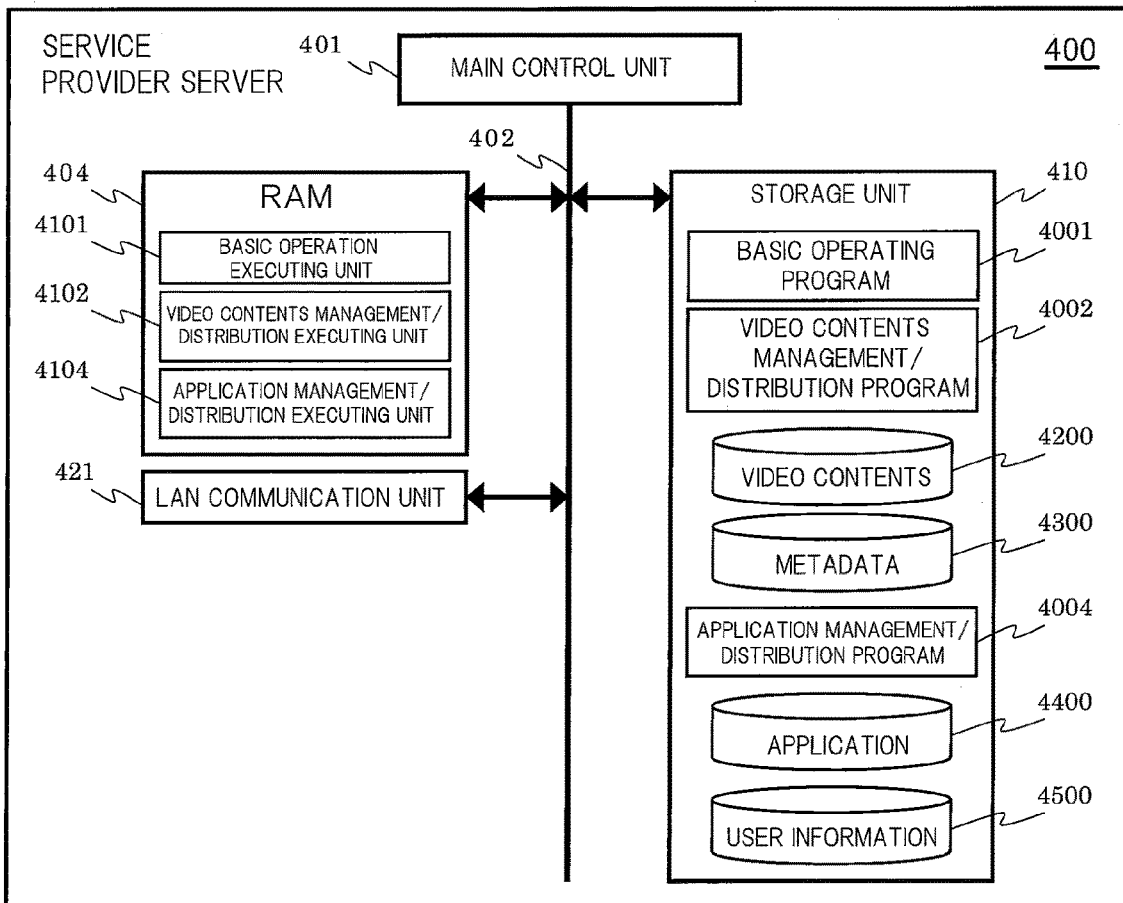 SERVICE
PROVIDER SERVER
400
401
MAIN CONTROL UNIT
402
404
RAM
4101
BASIC OPERATION
EXECUTING UNIT
4102
VIDEO CONTENTS MANAGEMENT/
DISTRIBUTION EXECUTING UNIT
4104
APPLICATION MANAGEMENT/
DISTRIBUTION EXECUTING UNIT
421
LAN COMMUNICATION UNIT
STORAGE UNIT
410
BASIC OPERATING
PROGRAM
4001
VIDEO CONTENTS
MANAGEMENT/
DISTRIBUTION PROGRAM
4002
VIDEO CONTENTS
4200
METADATA
4300
APPLICATION MANAGEMENT/
DISTRIBUTION PROGRAM
4004
APPLICATION
4400
USER INFORMATION
4500